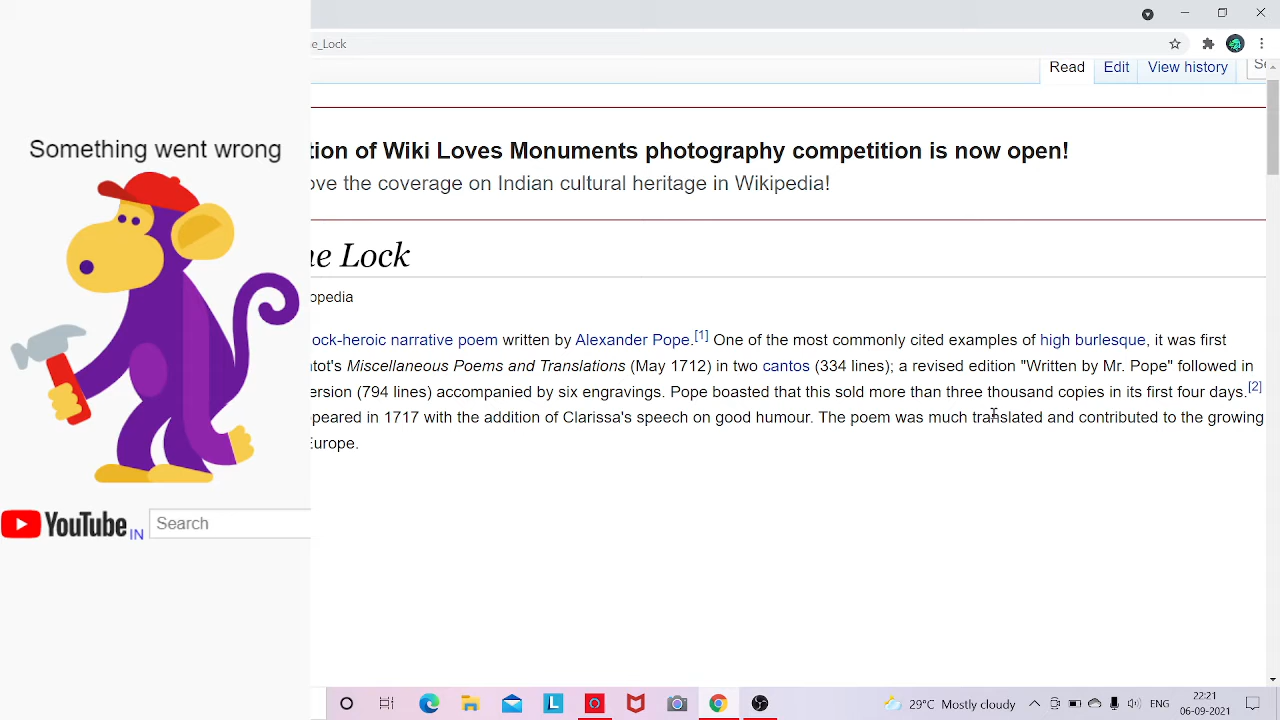 e_Lock
Read Edit View history
tion of Wiki Loves Monuments photography competition is now open!
ove the coverage on Indian cultural heritage in Wikipedia!
Something went wrong
he Lock
opedia
ock-heroic narrative poem written by Alexander Pope.[1] One of the most commonly cited examples of high burlesque, it was first
ntot's Miscellaneous Poems and Translations (May 1712) in two cantos (334 lines); a revised edition "Written by Mr. Pope" followed in
ersion (794 lines) accompanied by six engravings. Pope boasted that this sold more than three thousand copies in its first four days.[2]
peared in 1717 with the addition of Clarissa's speech on good humour. The poem was much translated and contributed to the growing
Europe.
YouTube IN Search
29°C Mostly cloudy ENG 22:21
06-09-2021